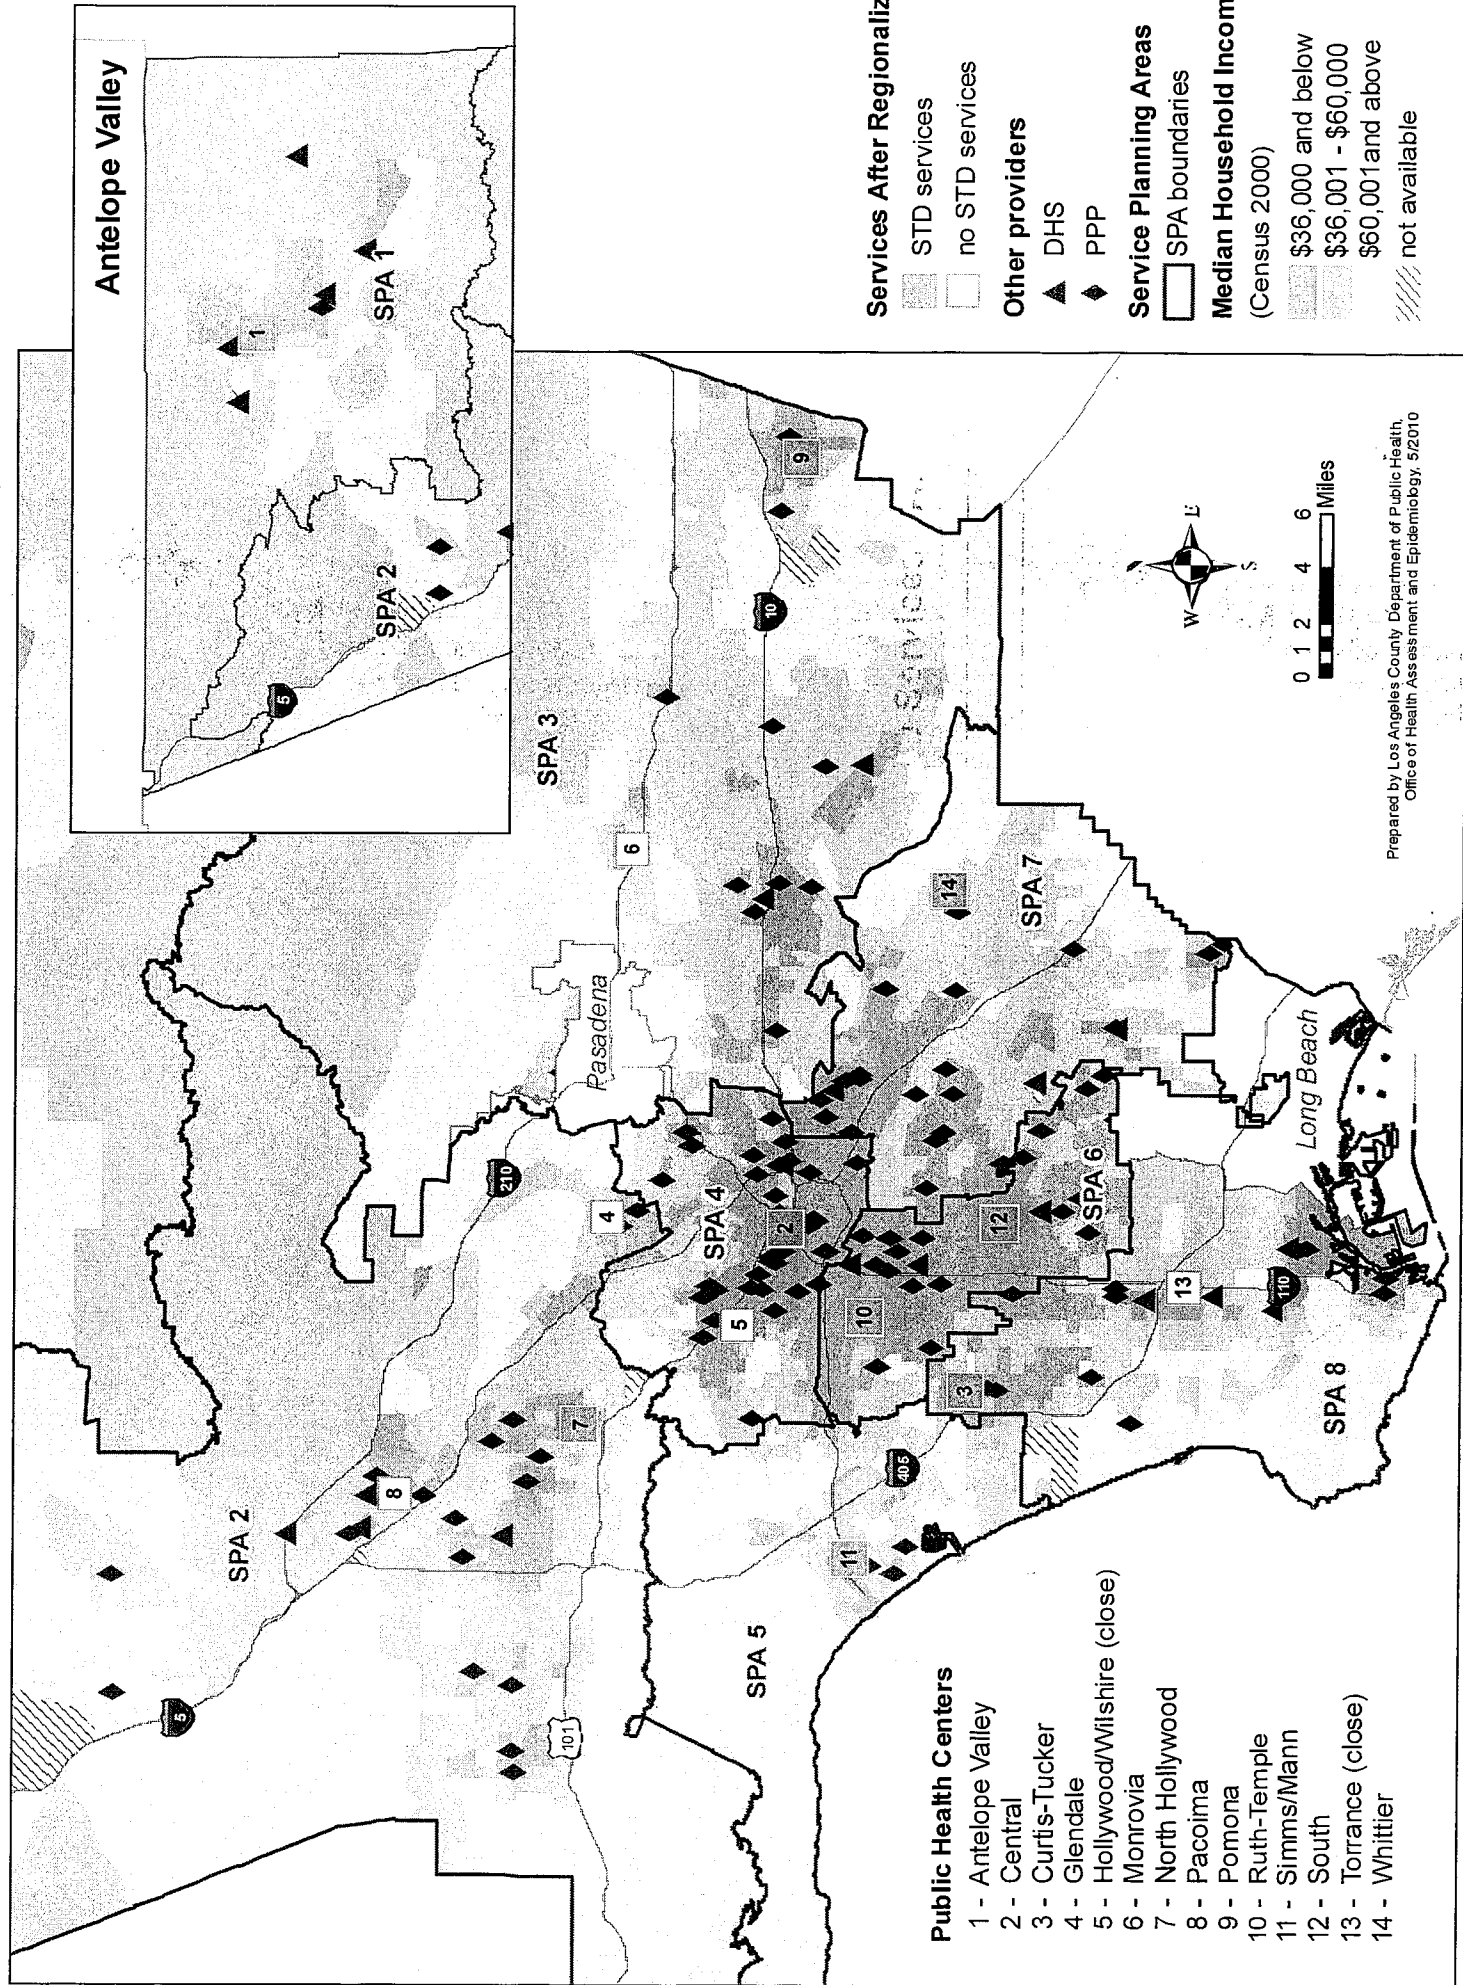 Antelope Valley
SPA 1
1
SPA 2
5
SPA 3
6
Pasadena
210
SPA 2
8
7
5
101
4
SPA 4
5
2
10
9
10
SPA 5
11
405
3
12
SPA 6
14
SPA 7
13
110
SPA 8
Long Beach
Public Health Centers
1 - Antelope Valley
2 - Central
3 - Curtis-Tucker
4 - Glendale
5 - Hollywood/Wilshire (close)
6 - Monrovia
7 - North Hollywood
8 - Pacoima
9 - Pomona
10 - Ruth-Temple
11 - Simms/Mann
12 - South
13 - Torrance (close)
14 - Whittier
Services After Regionaliz
STD services
no STD services
Other providers
DHS
PPP
Service Planning Areas
SPA boundaries
Median Household Incom
(Census 2000)
$36,000 and below
$36,001 - $60,000
$60,001and above
not available
W E
S
0 1 2 4 6
Miles
Prepared by Los Angeles County Department of Public Health,
Office of Health Assessment and Epidemiology, 5/2010